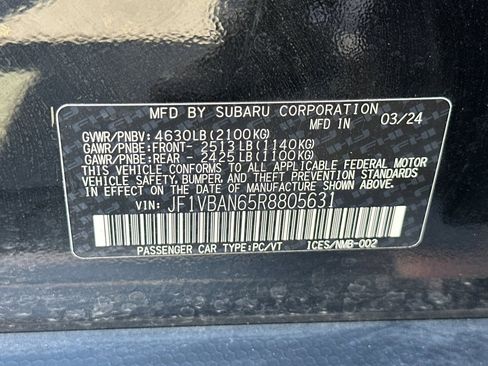 MFD BY SUBARU CORPORATION
GVWR/PNBV: 4630LB(2100KG) MFD IN 03/24
GAWR/PNBE:FRONT- 2513LB(1140KG)
GAWR/PNBE:REAR - 2425LB(1100KG)
THIS VEHICLE CONFORMS TO ALL APPLICABLE FEDERAL MOTOR
VEHICLE SAFETY, BUMPER, AND THEFT PREVENTION STANDARDS
IN EFFECT ON THE DATE OF MANUFACTURE SHOWN ABOVE.
VIN: JF1VBAN65R8805631
PASSENGER CAR TYPE:PC/VT ICES/NMB-002